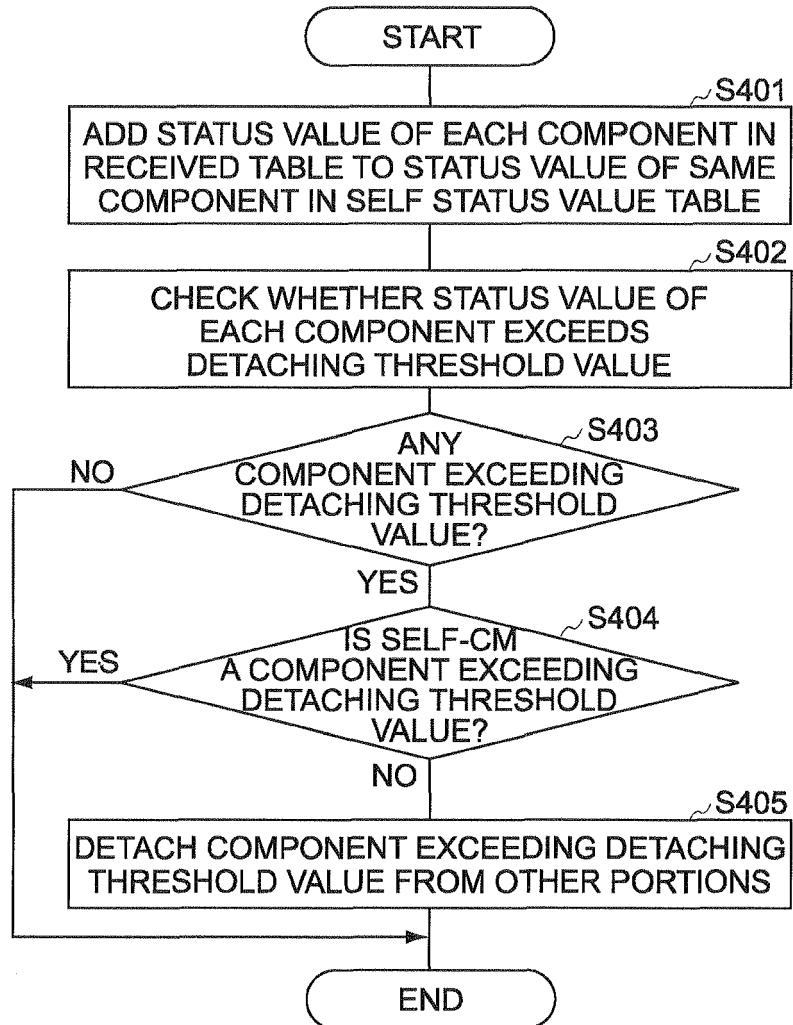 START
S401
ADD STATUS VALUE OF EACH COMPONENT IN
RECEIVED TABLE TO STATUS VALUE OF SAME
COMPONENT IN SELF STATUS VALUE TABLE
S402
CHECK WHETHER STATUS VALUE OF
EACH COMPONENT EXCEEDS
DETACHING THRESHOLD VALUE
S403
ANY
COMPONENT EXCEEDING
DETACHING THRESHOLD
VALUE?
NO
YES
S404
IS SELF-CM
A COMPONENT EXCEEDING
DETACHING THRESHOLD
VALUE?
YES
NO
S405
DETACH COMPONENT EXCEEDING DETACHING
THRESHOLD VALUE FROM OTHER PORTIONS
END